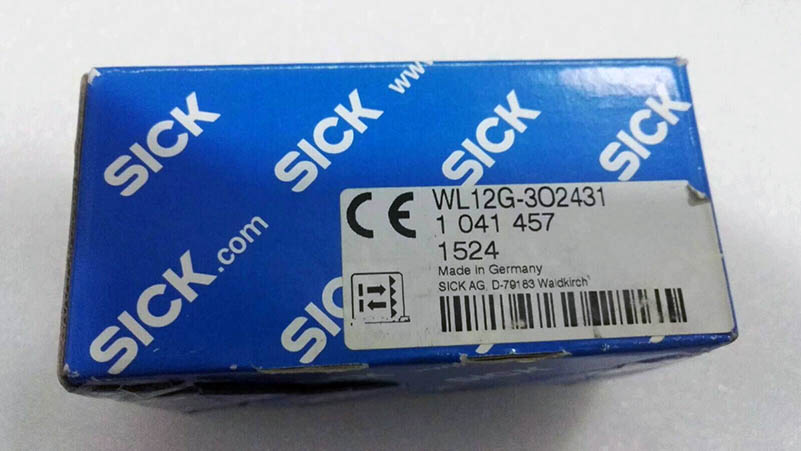 SICK
SICK
www
SICK
SICK
SICK.com
SICK
SICK
CE
WL12G-3O2431
1 041 457
1524
Made in Germany
SICK AG, D-79183 Waldkirch